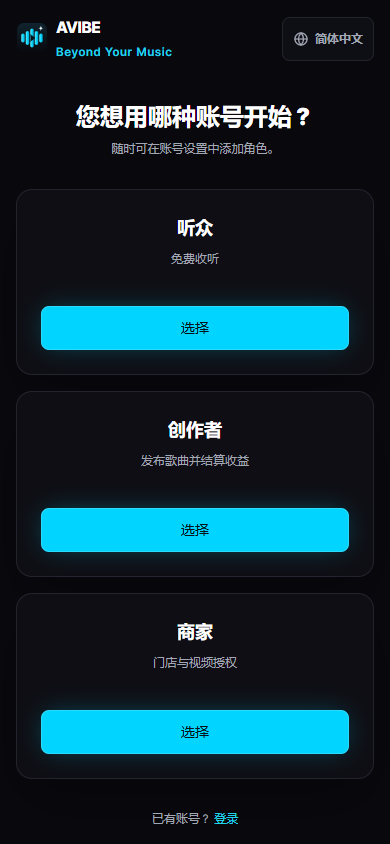 AVIBE
Beyond Your Music
简体中文
您想用哪种账号开始？
随时可在账号设置中添加角色。
听众
免费收听
选择
创作者
发布歌曲并结算收益
选择
商家
门店与视频授权
选择
已有账号？登录